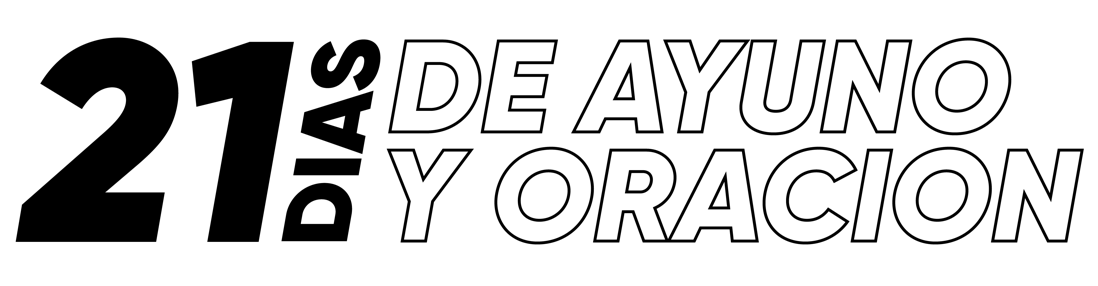 21 DIAS
DE AYUNO
Y ORACION